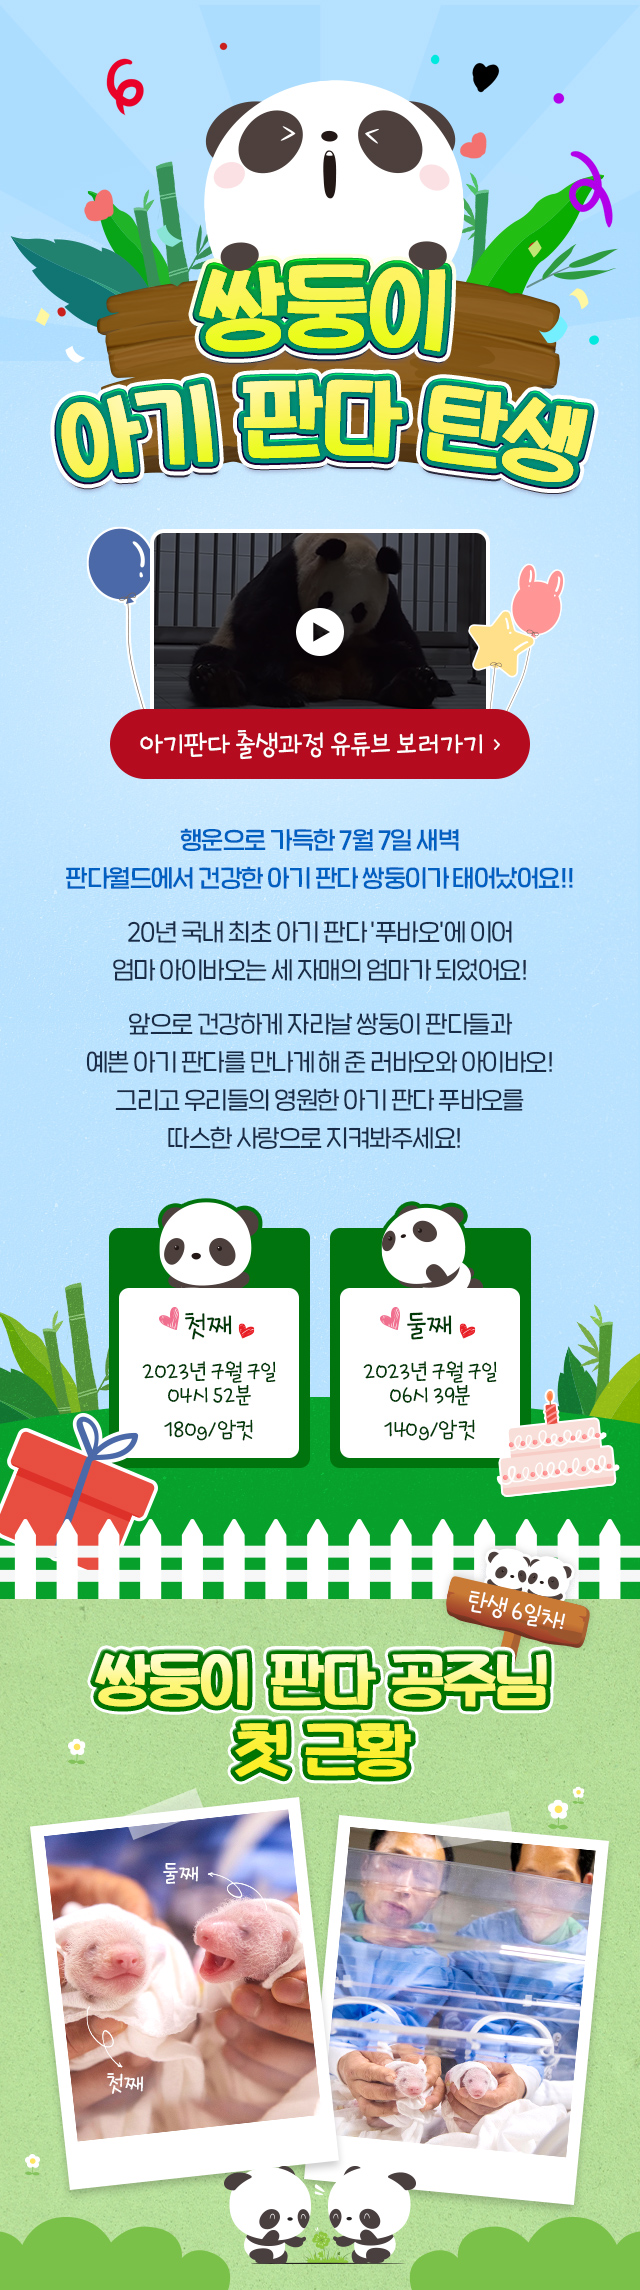 쌍둥이
아기 판다 탄생
아기판다 출생과정 유튜브 보러가기 >
행운으로 가득한 7월 7일 새벽
판다월드에서 건강한 아기 판다 쌍둥이가 태어났어요!!
20년 국내 최초 아기 판다 '푸바오'에 이어
엄마 아이바오는 세 자매의 엄마가 되었어요!
앞으로 건강하게 자라날 쌍둥이 판다들과
예쁜 아기 판다를 만나게 해 준 러바오와 아이바오!
그리고 우리들의 영원한 아기 판다 푸바오를
따스한 사랑으로 지켜봐주세요!
첫째
2023년 7월 7일
04시 52분
180g/암컷
둘째
2023년 7월 7일
06시 39분
140g/암컷
탄생 6일차!
쌍둥이 판다 공주님
첫 근황
둘째
첫째